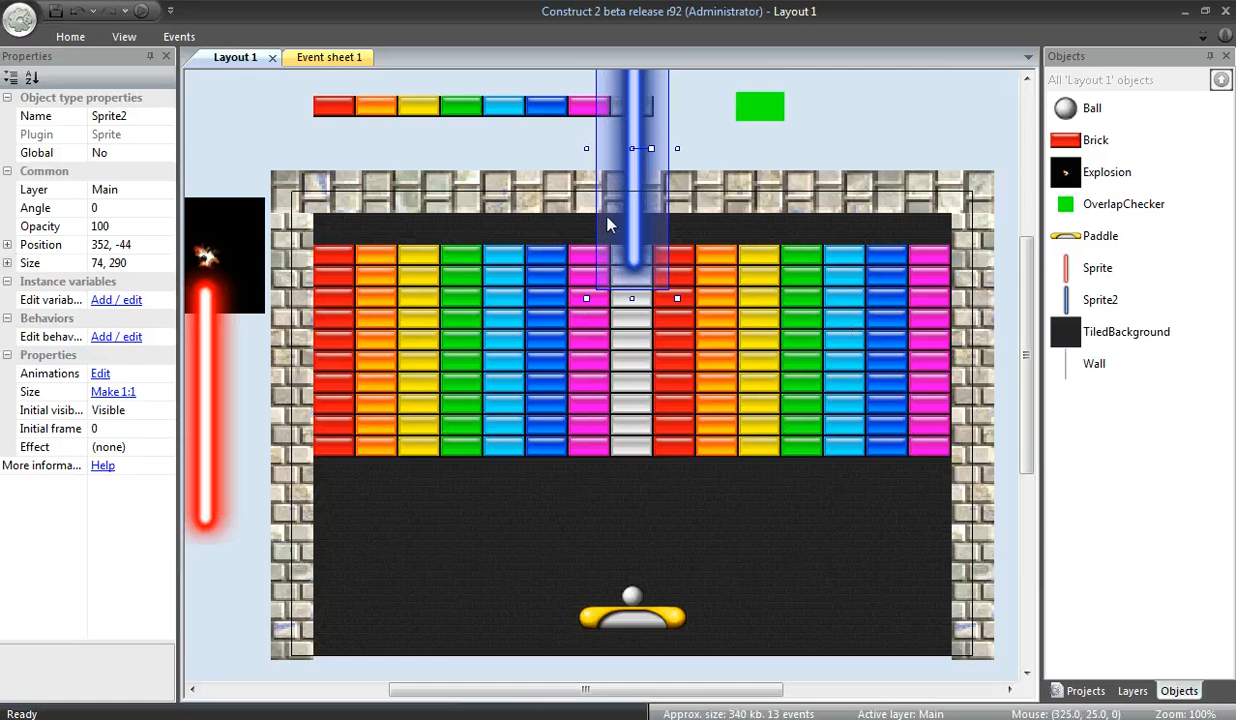 Construct 2 beta release r92 (Administrator) - Layout 1
Home View Events
Properties
Layout 1 Event sheet 1
Objects
Object type properties
Name Sprite2
Plugin Sprite
Global No
Common
Layer Main
Angle 0
Opacity 100
Position 352, -44
Size 74, 290
Instance variables
Edit variab... Add / edit
Behaviors
Edit behav... Add / edit
Properties
Animations Edit
Size Make 1:1
Initial visib... Visible
Initial frame 0
Effect (none)
More informa... Help
All 'Layout 1' objects
Ball
Brick
Explosion
OverlapChecker
Paddle
Sprite
Sprite2
TiledBackground
Wall
Projects Layers Objects
Ready
Approx. size: 340 kb. 13 events Active layer: Main Mouse: (325.0, 25.0, 0) Zoom: 100%